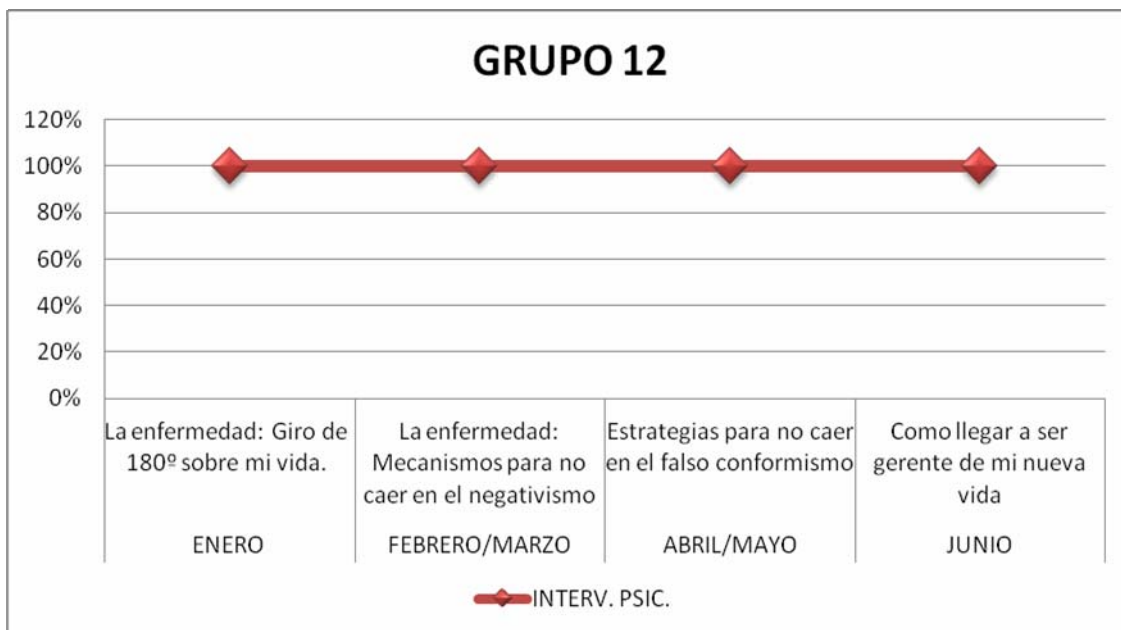 GRUPO 12
120%
100%
80%
60%
40%
20%
0%
La enfermedad: Giro de
180º sobre mi vida.
La enfermedad:
Mecanismos para no
caer en el negativismo
Estrategias para no caer
en el falso conformismo
Como llegar a ser
gerente de mi nueva
vida
ENERO
FEBRERO/MARZO
ABRIL/MAYO
JUNIO
INTERV. PSIC.